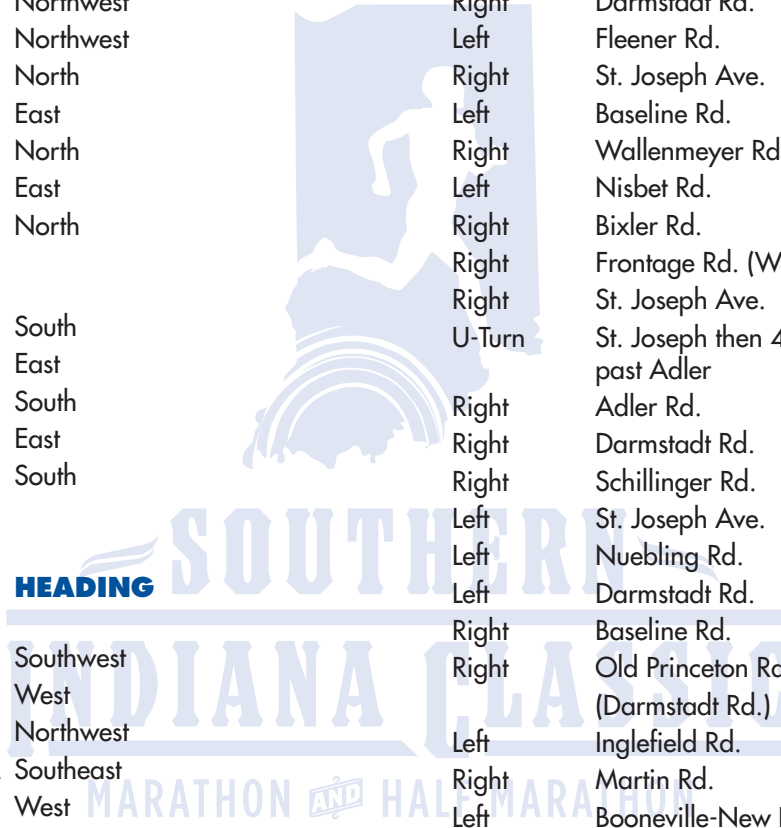 Northwest
Northwest
North
East
North
East
North
South
East
South
East
South
HEADING
Southwest
West
Northwest
Southeast
West
Right Darmstadt Rd.
Left Fleener Rd.
Right St. Joseph Ave.
Left Baseline Rd.
Right Wallenmeyer Rd
Left Nisbet Rd.
Right Bixler Rd.
Right Frontage Rd. (W
Right St. Joseph Ave.
U-Turn St. Joseph then 4
past Adler
Right Adler Rd.
Right Darmstadt Rd.
Right Schillinger Rd.
Left St. Joseph Ave.
Left Nuebling Rd.
Left Darmstadt Rd.
Right Baseline Rd.
Right Old Princeton Rd
(Darmstadt Rd.)
Left Inglefield Rd.
Right Martin Rd.
Left Booneville-New
SOUTHERN
INDIANA CLASSIC
MARATHON AND HALF MARATHON